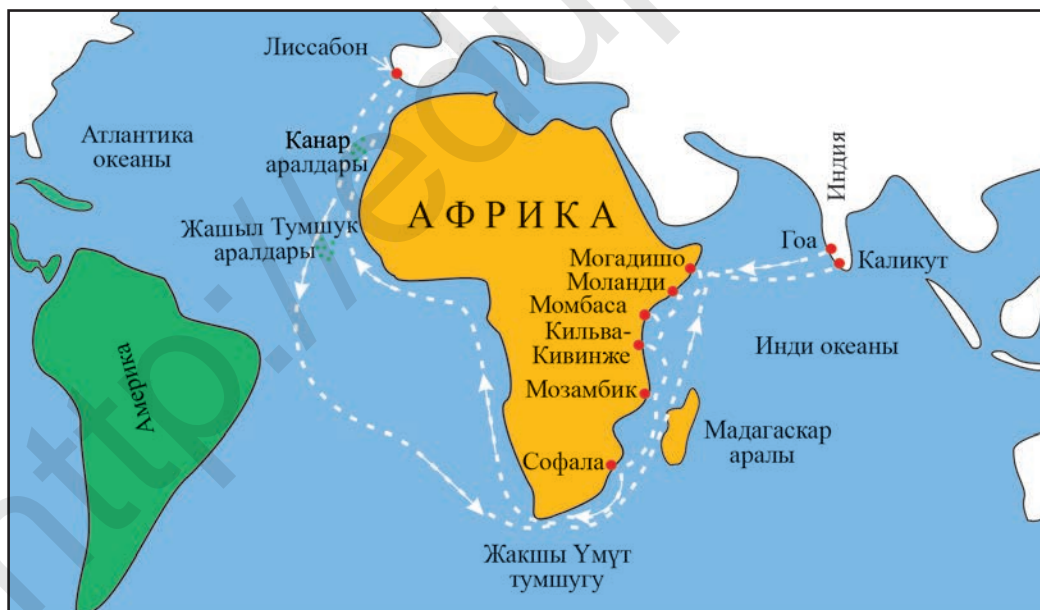 Лиссабон
Атлантика
океаны
Канар
аралдары
Жашыл Тумшук
аралдары
АФРИКА
Индия
Гоа
Каликут
Могадишо
Моланди
Момбаса
Кильва-
Кивинже
Инди океаны
Америка
Мозамбик
Мадагаскар
аралы
Софала
Жакшы Үмүт
тумшугу